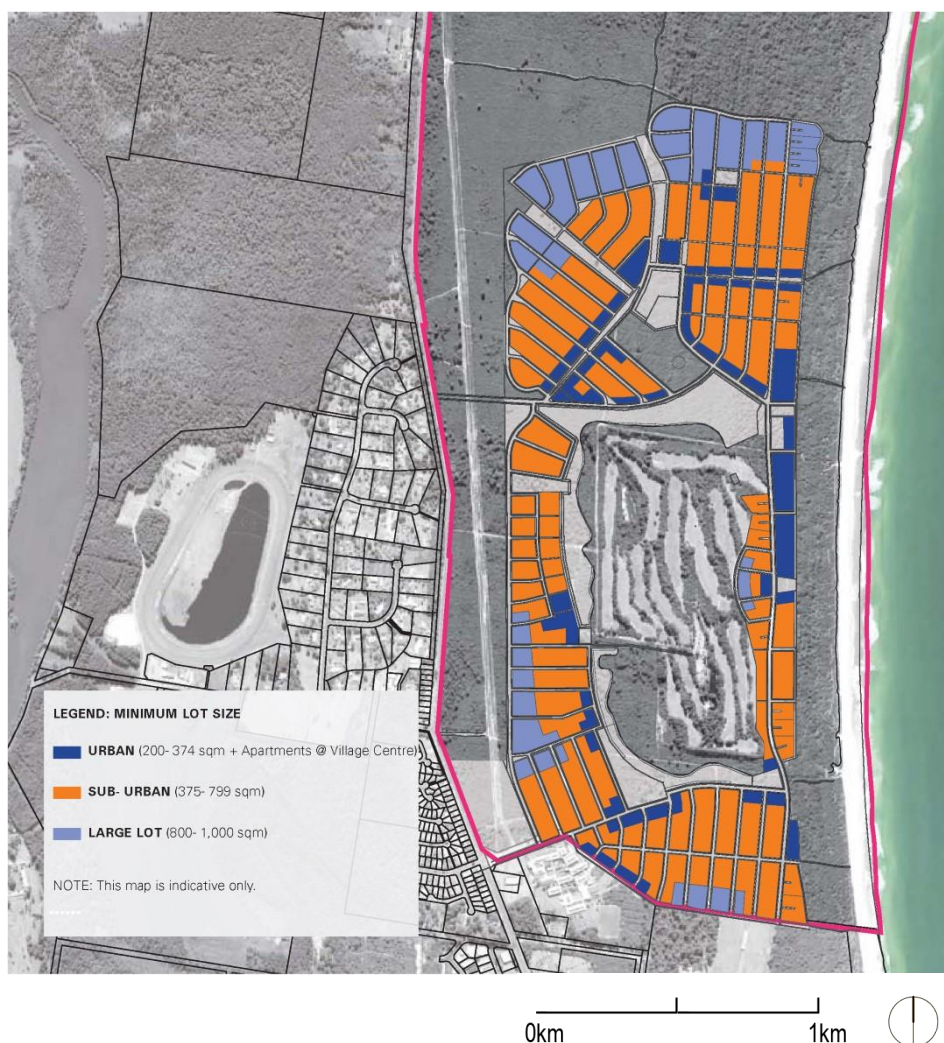 LEGEND: MINIMUM LOT SIZE
URBAN (200- 374 sqm + Apartments @ Village Centre)
SUB- URBAN (375- 799 sqm)
LARGE LOT (800- 1,000 sqm)
NOTE: This map is indicative only.
0km 1km